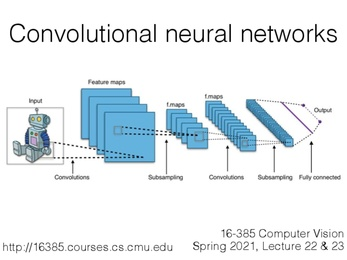 Convolutional neural networks
Feature maps
Input
f.maps
f.maps
Output
Convolutions
Subsampling
Convolutions
Subsampling
Fully connected
16-385 Computer Vision
http://16385.courses.cs.cmu.edu
Spring 2021, Lecture 22 & 23